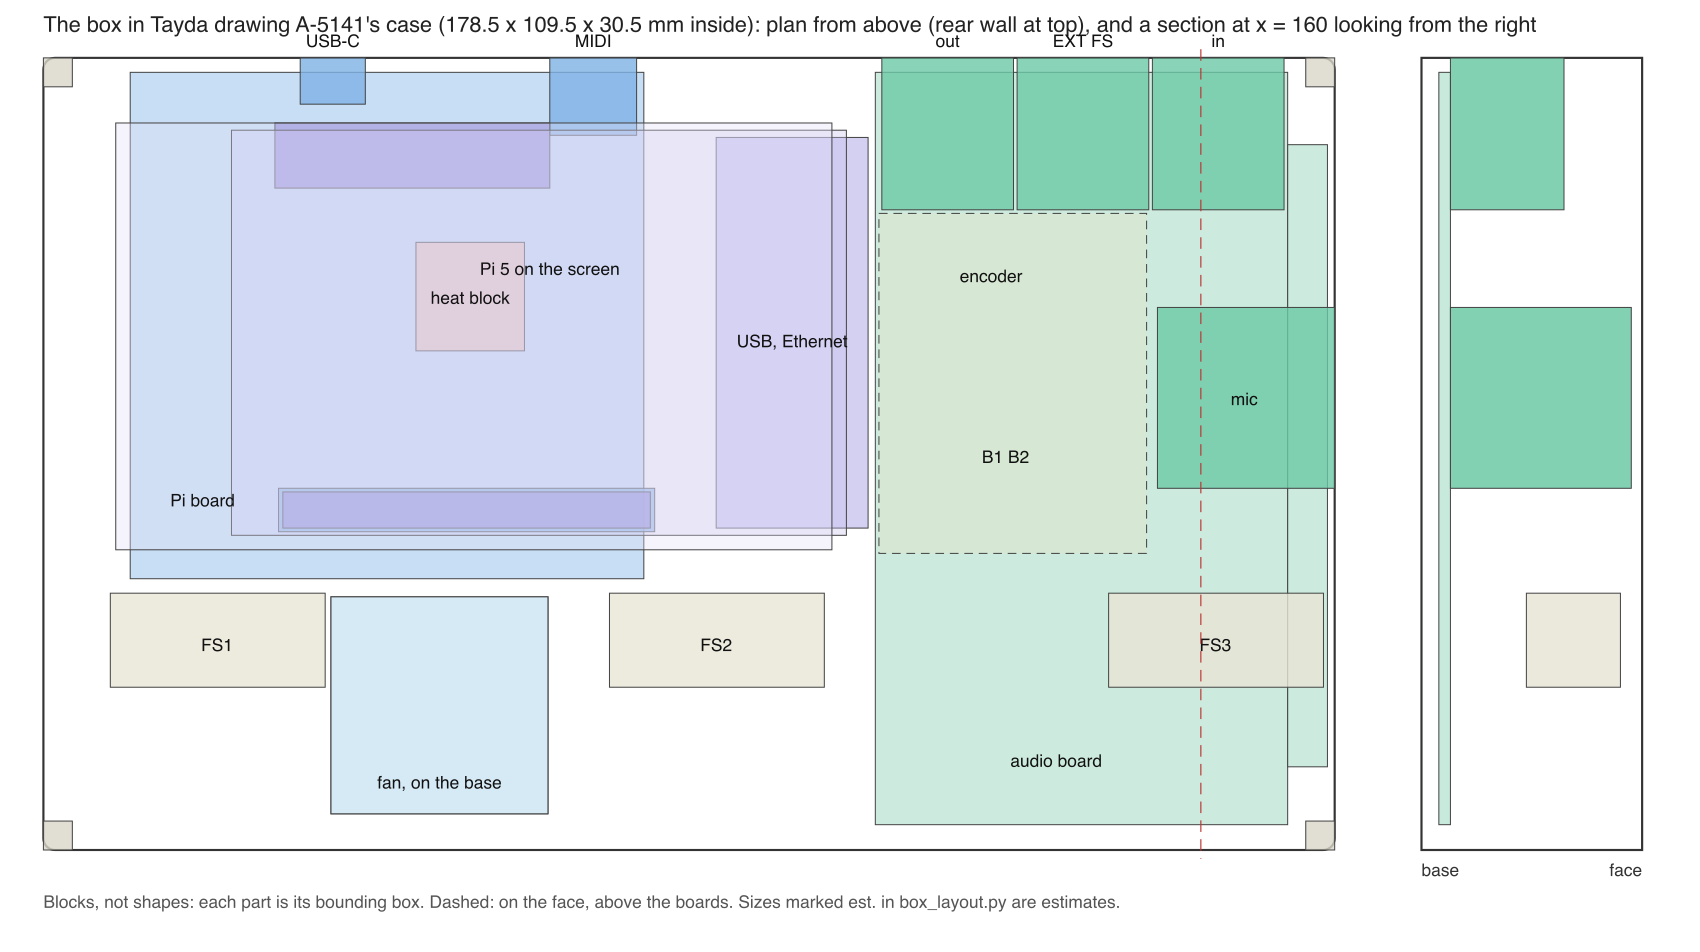 The box in Tayda drawing A-5141's case (178.5 x 109.5 x 30.5 mm inside): plan from above (rear wall at top), and a section at x = 160 looking from the right
USB-C
MIDI
out
EXT FS
in
encoder
Pi 5 on the screen
heat block
USB, Ethernet
mic
B1 B2
Pi board
FS1
FS2
FS3
audio board
fan, on the base
base
face
Blocks, not shapes: each part is its bounding box. Dashed: on the face, above the boards. Sizes marked est. in box_layout.py are estimates.